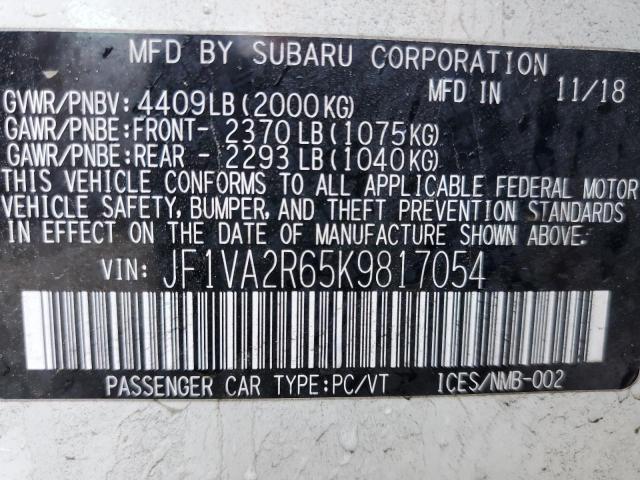 MFD BY SUBARU CORPORATION
MFD IN 11/18
GVWR/PNBV: 4409LB (2000KG)
GAWR/PNBE:FRONT- 2370LB (1075KG)
GAWR/PNBE:REAR - 2293LB (1040KG)
THIS VEHICLE CONFORMS TO ALL APPLICABLE FEDERAL MOTOR
VEHICLE SAFETY, BUMPER, AND THEFT PREVENTION STANDARDS
IN EFFECT ON THE DATE OF MANUFACTURE SHOWN ABOVE.
VIN: JF1VA2R65K9817054
PASSENGER CAR TYPE:PC/VT ICES/NMB-002